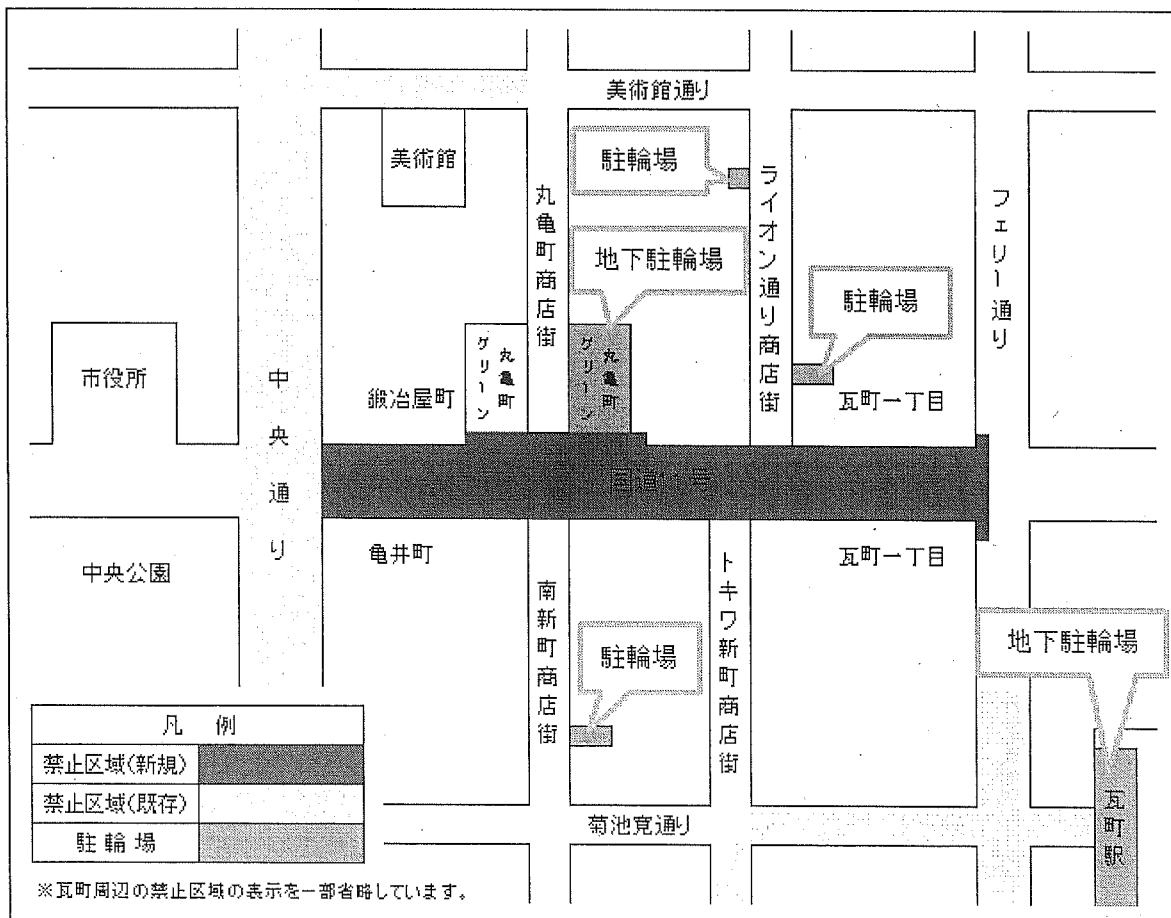 美術館通り
美術館
駐輪場
丸亀町商店街
ライオン通り商店街
フェリー通り
地下駐輪場
駐輪場
市役所
中央通り
鍛冶屋町
丸亀町
グリーン
丸亀町
グリーン
瓦町一丁目
国道11号
中央公園
亀井町
瓦町一丁目
南新町商店街
駐輪場
トキワ新町商店街
地下駐輪場
瓦町駅
菊池寛通り
凡 例
禁止区域(新規)
禁止区域(既存)
駐輪場
※瓦町周辺の禁止区域の表示を一部省略しています。